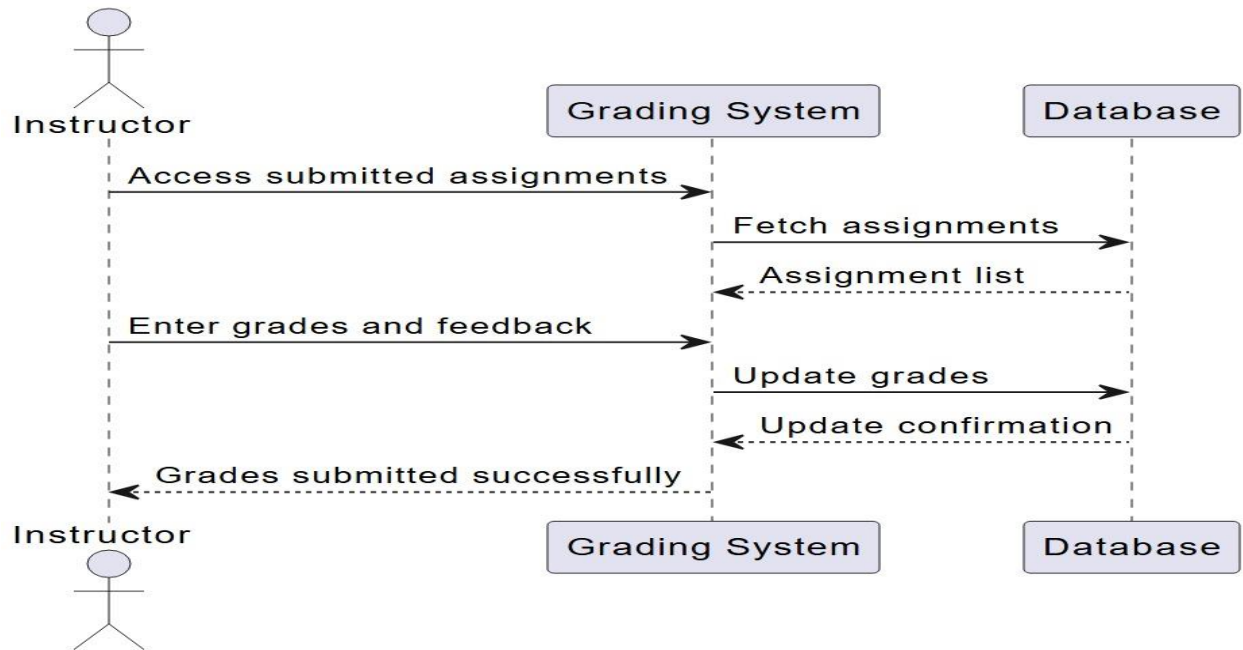 Instructor
Grading System
Database
Access submitted assignments
Fetch assignments
Assignment list
Enter grades and feedback
Update grades
Update confirmation
Grades submitted successfully
Instructor
Grading System
Database